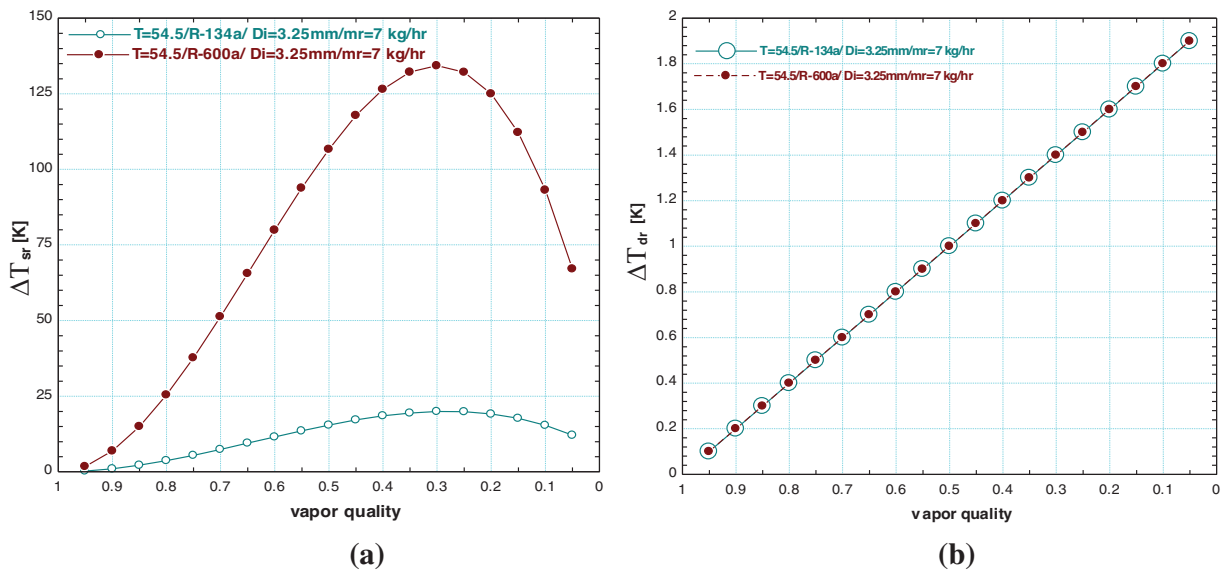 T=54.5/R-134a/ Di=3.25mm/mr=7 kg/hr
T=54.5/R-600a/ Di=3.25mm/mr=7 kg/hr
150
125
100
75
50
25
0
ΔT sr [K]
1 0.9 0.8 0.7 0.6 0.5 0.4 0.3 0.2 0.1 0
vapor quality
(a)
T=54.5/R-134a/ Di=3.25mm/mr=7 kg/hr
T=54.5/R-600a/ Di=3.25mm/mr=7 kg/hr
2
1.8
1.6
1.4
1.2
1
0.8
0.6
0.4
0.2
0
ΔT dr [K]
1 0.9 0.8 0.7 0.6 0.5 0.4 0.3 0.2 0.1 0
vapor quality
(b)